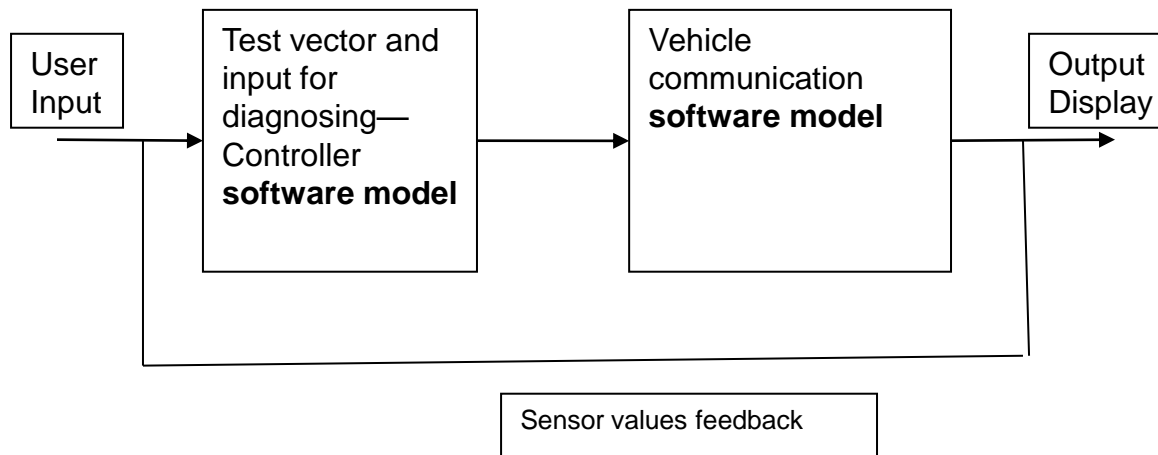 User
Input
Test vector and
input for
diagnosing—
Controller
software model
Vehicle
communication
software model
Output
Display
Sensor values feedback